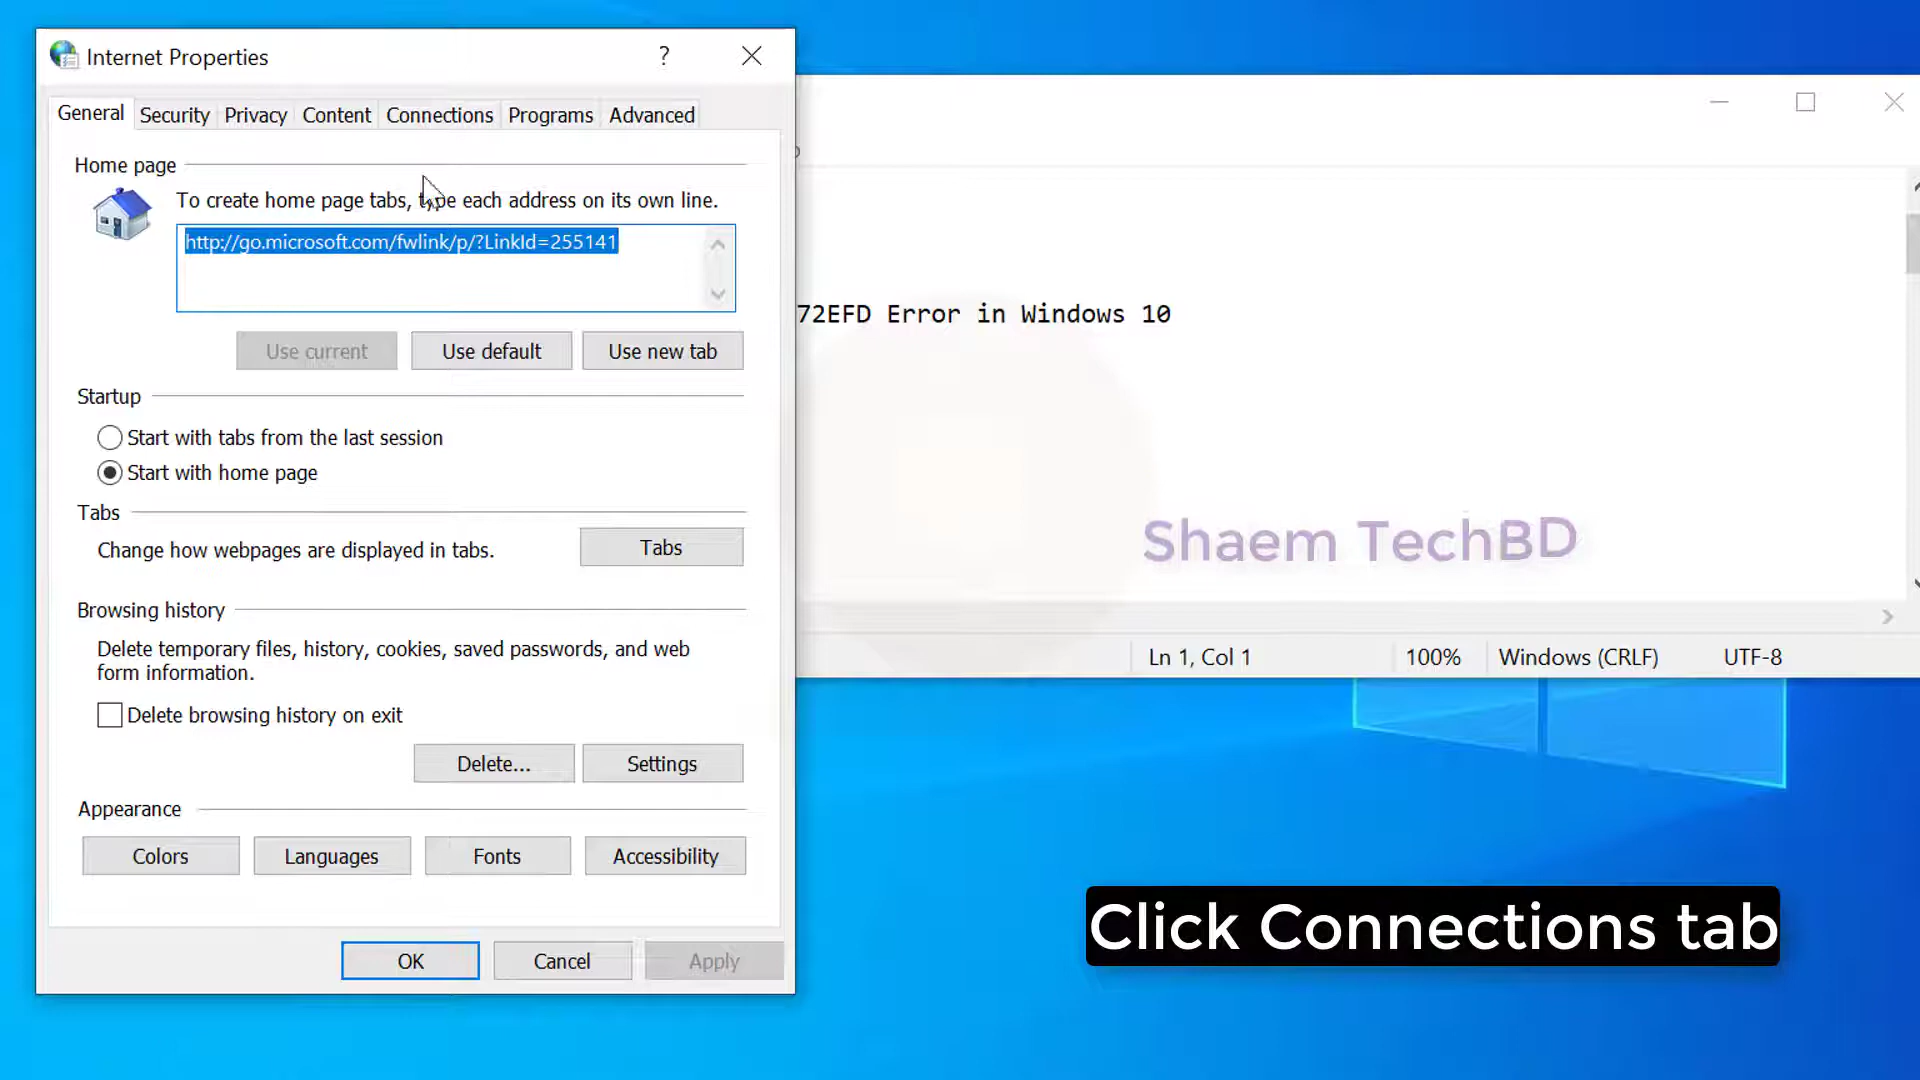 Internet Properties
?
General Security Privacy Content Connections Programs Advanced
Home page
To create home page tabs, type each address on its own line.
http://go.microsoft.com/fwlink/p/?LinkId=255141
Use current Use default Use new tab
Startup
Start with tabs from the last session
Start with home page
Tabs
Change how webpages are displayed in tabs.
Tabs
Browsing history
Delete temporary files, history, cookies, saved passwords, and web
form information.
Delete browsing history on exit
Delete... Settings
Appearance
Colors Languages Fonts Accessibility
OK Cancel Apply
72EFD Error in Windows 10
Shaem TechBD
Ln 1, Col 1 100% Windows (CRLF) UTF-8
Click Connections tab